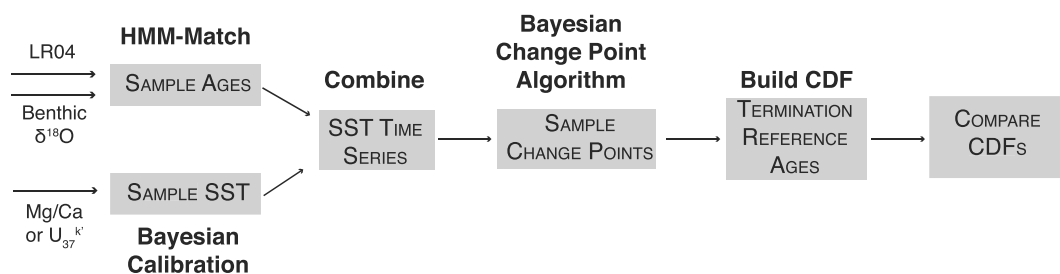 LR04
Benthic
δ¹⁸O
HMM-Match
SAMPLE AGES
Mg/Ca
or U₃₇ᵏ'
SAMPLE SST
Bayesian
Calibration
Combine
SST TIME
SERIES
Bayesian
Change Point
Algorithm
SAMPLE
CHANGE POINTS
Build CDF
TERMINATION
REFERENCE
AGES
COMPARE
CDFS